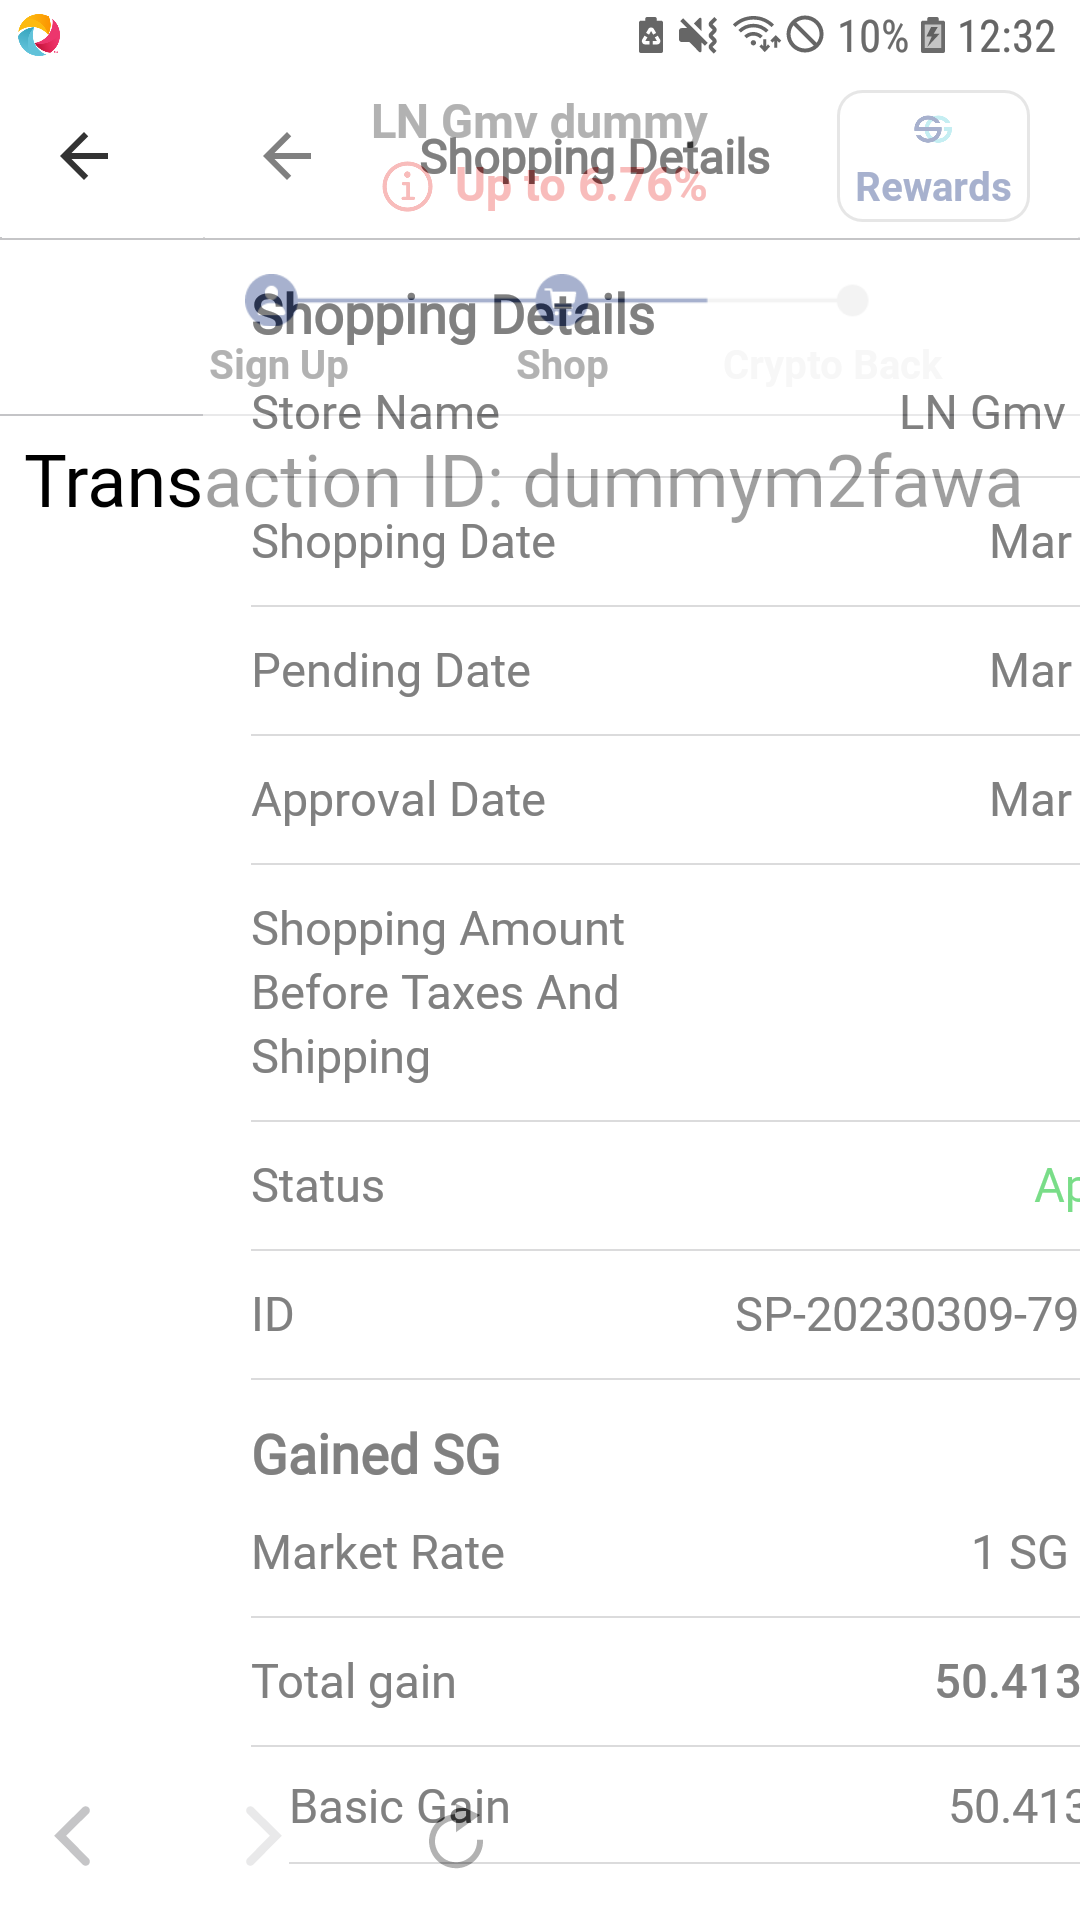 10% 12:32
LN Gmv dummy
Shopping Details
Up to 6.76%
Rewards
Shopping Details
Sign Up Shop Crypto Back
Store Name LN Gmv
Transaction ID: dummym2fawa
Shopping Date Mar
Pending Date Mar
Approval Date Mar
Shopping Amount
Before Taxes And
Shipping
Status Ap
ID SP-20230309-79
Gained SG
Market Rate 1 SG
Total gain 50.413
Basic Gain 50.413